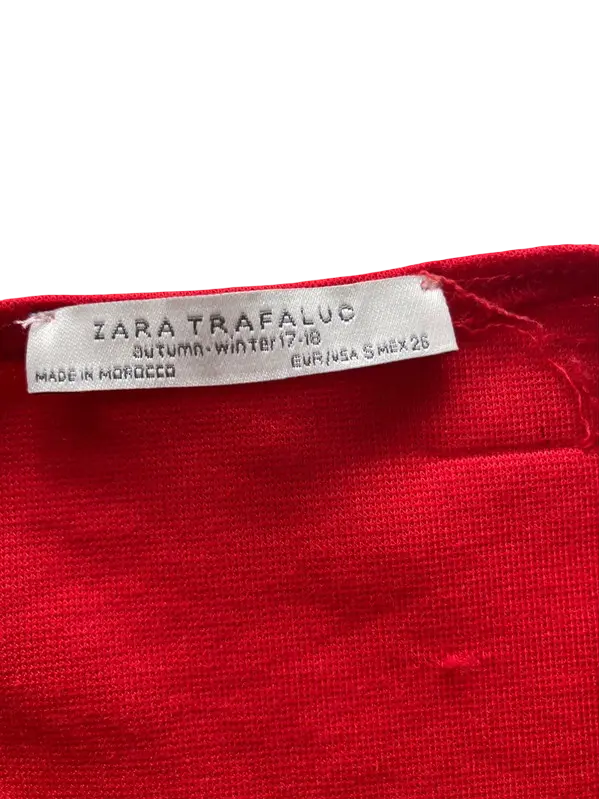 ZARA TRAFALUC
autumn-winter 17-18
EUR/USA S MEX 26
MADE IN MOROCCO